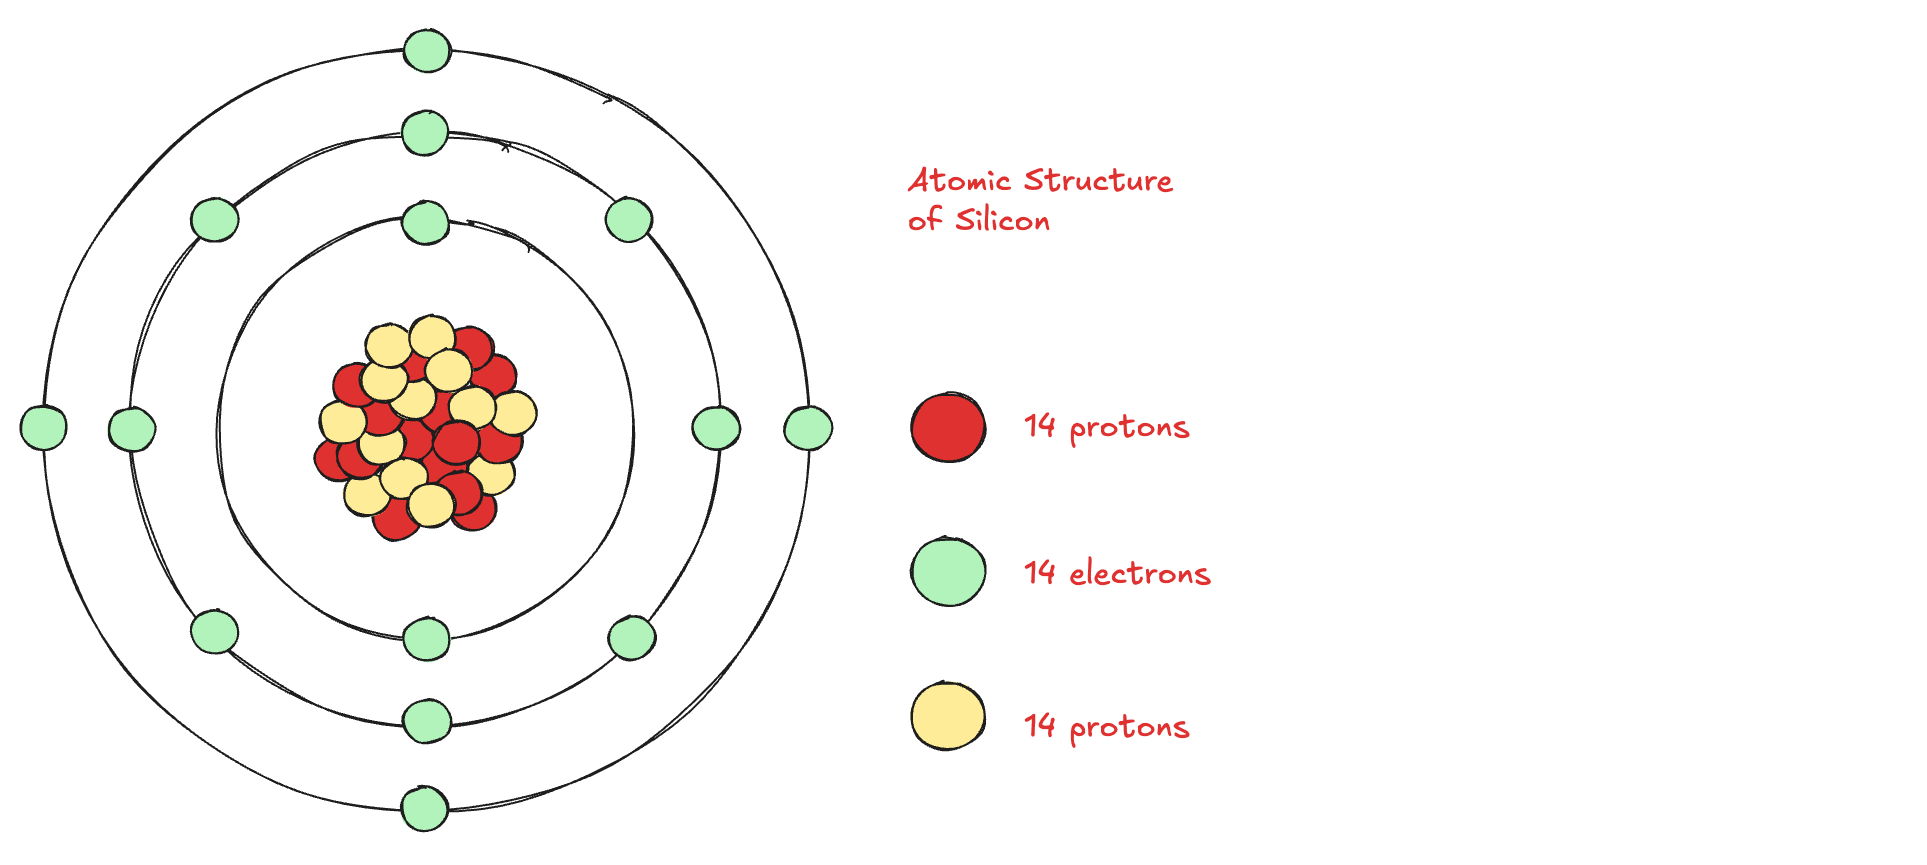 Atomic Structure
of Silicon
14 protons
14 electrons
14 protons